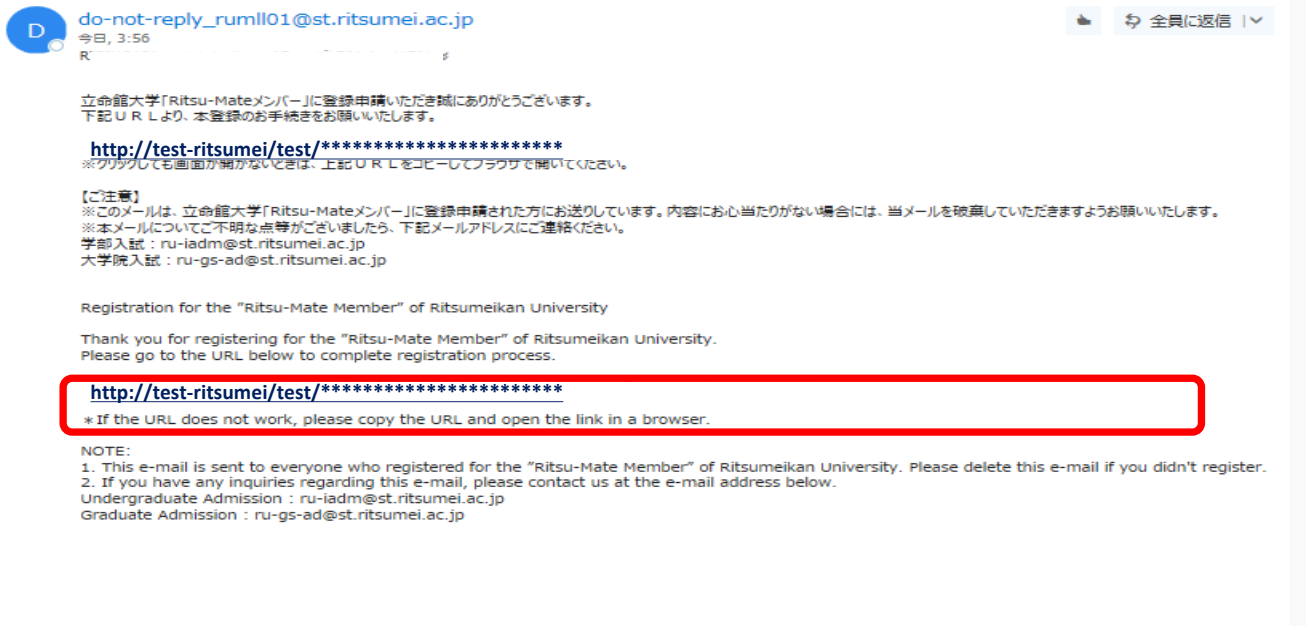 D
do-not-reply_rumll01@st.ritsumei.ac.jp
今日, 3:56
全員に返信
立命館大学「Ritsu-Mateメンバー」に登録申請いただき誠にありがとうございます。
下記ＵＲＬより、本登録のお手続きをお願いいたします。
http://test-ritsumei/test/***********************
※クリックしても画面が開かないときは、上記ＵＲＬをコピーしてブラウザで開いてください。
【ご注意】
※このメールは、立命館大学「Ritsu-Mateメンバー」に登録申請された方にお送りしています。内容にお心当たりがない場合には、当メールを破棄していただきますようお願いいたします。
※本メールについてご不明な点等がございましたら、下記メールアドレスにご連絡ください。
学部入試：ru-iadm@st.ritsumei.ac.jp
大学院入試：ru-gs-ad@st.ritsumei.ac.jp
Registration for the "Ritsu-Mate Member" of Ritsumeikan University
Thank you for registering for the "Ritsu-Mate Member" of Ritsumeikan University.
Please go to the URL below to complete registration process.
http://test-ritsumei/test/***********************
＊If the URL does not work, please copy the URL and open the link in a browser.
NOTE:
1. This e-mail is sent to everyone who registered for the "Ritsu-Mate Member" of Ritsumeikan University. Please delete this e-mail if you didn't register.
2. If you have any inquiries regarding this e-mail, please contact us at the e-mail address below.
Undergraduate Admission：ru-iadm@st.ritsumei.ac.jp
Graduate Admission：ru-gs-ad@st.ritsumei.ac.jp